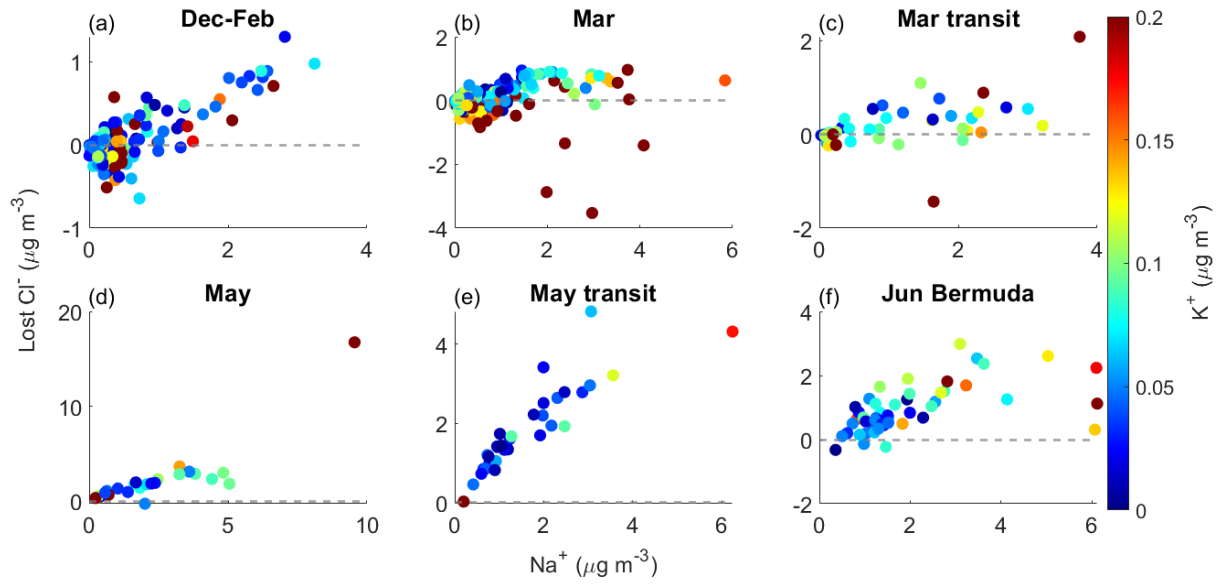 (a) Dec-Feb
1
0
-1
0 2 4
(b) Mar
2
0
-2
-4
0 2 4 6
(c) Mar transit
2
0
-2
0 2 4
(d) May
20
10
0
0 5 10
(e) May transit
4
2
0
0 2 4 6
(f) Jun Bermuda
4
2
0
-2
0 2 4 6
Lost Cl⁻ (μg m⁻³)
Na⁺ (μg m⁻³)
0.2
0.15
0.1
0.05
0
K⁺ (μg m⁻³)